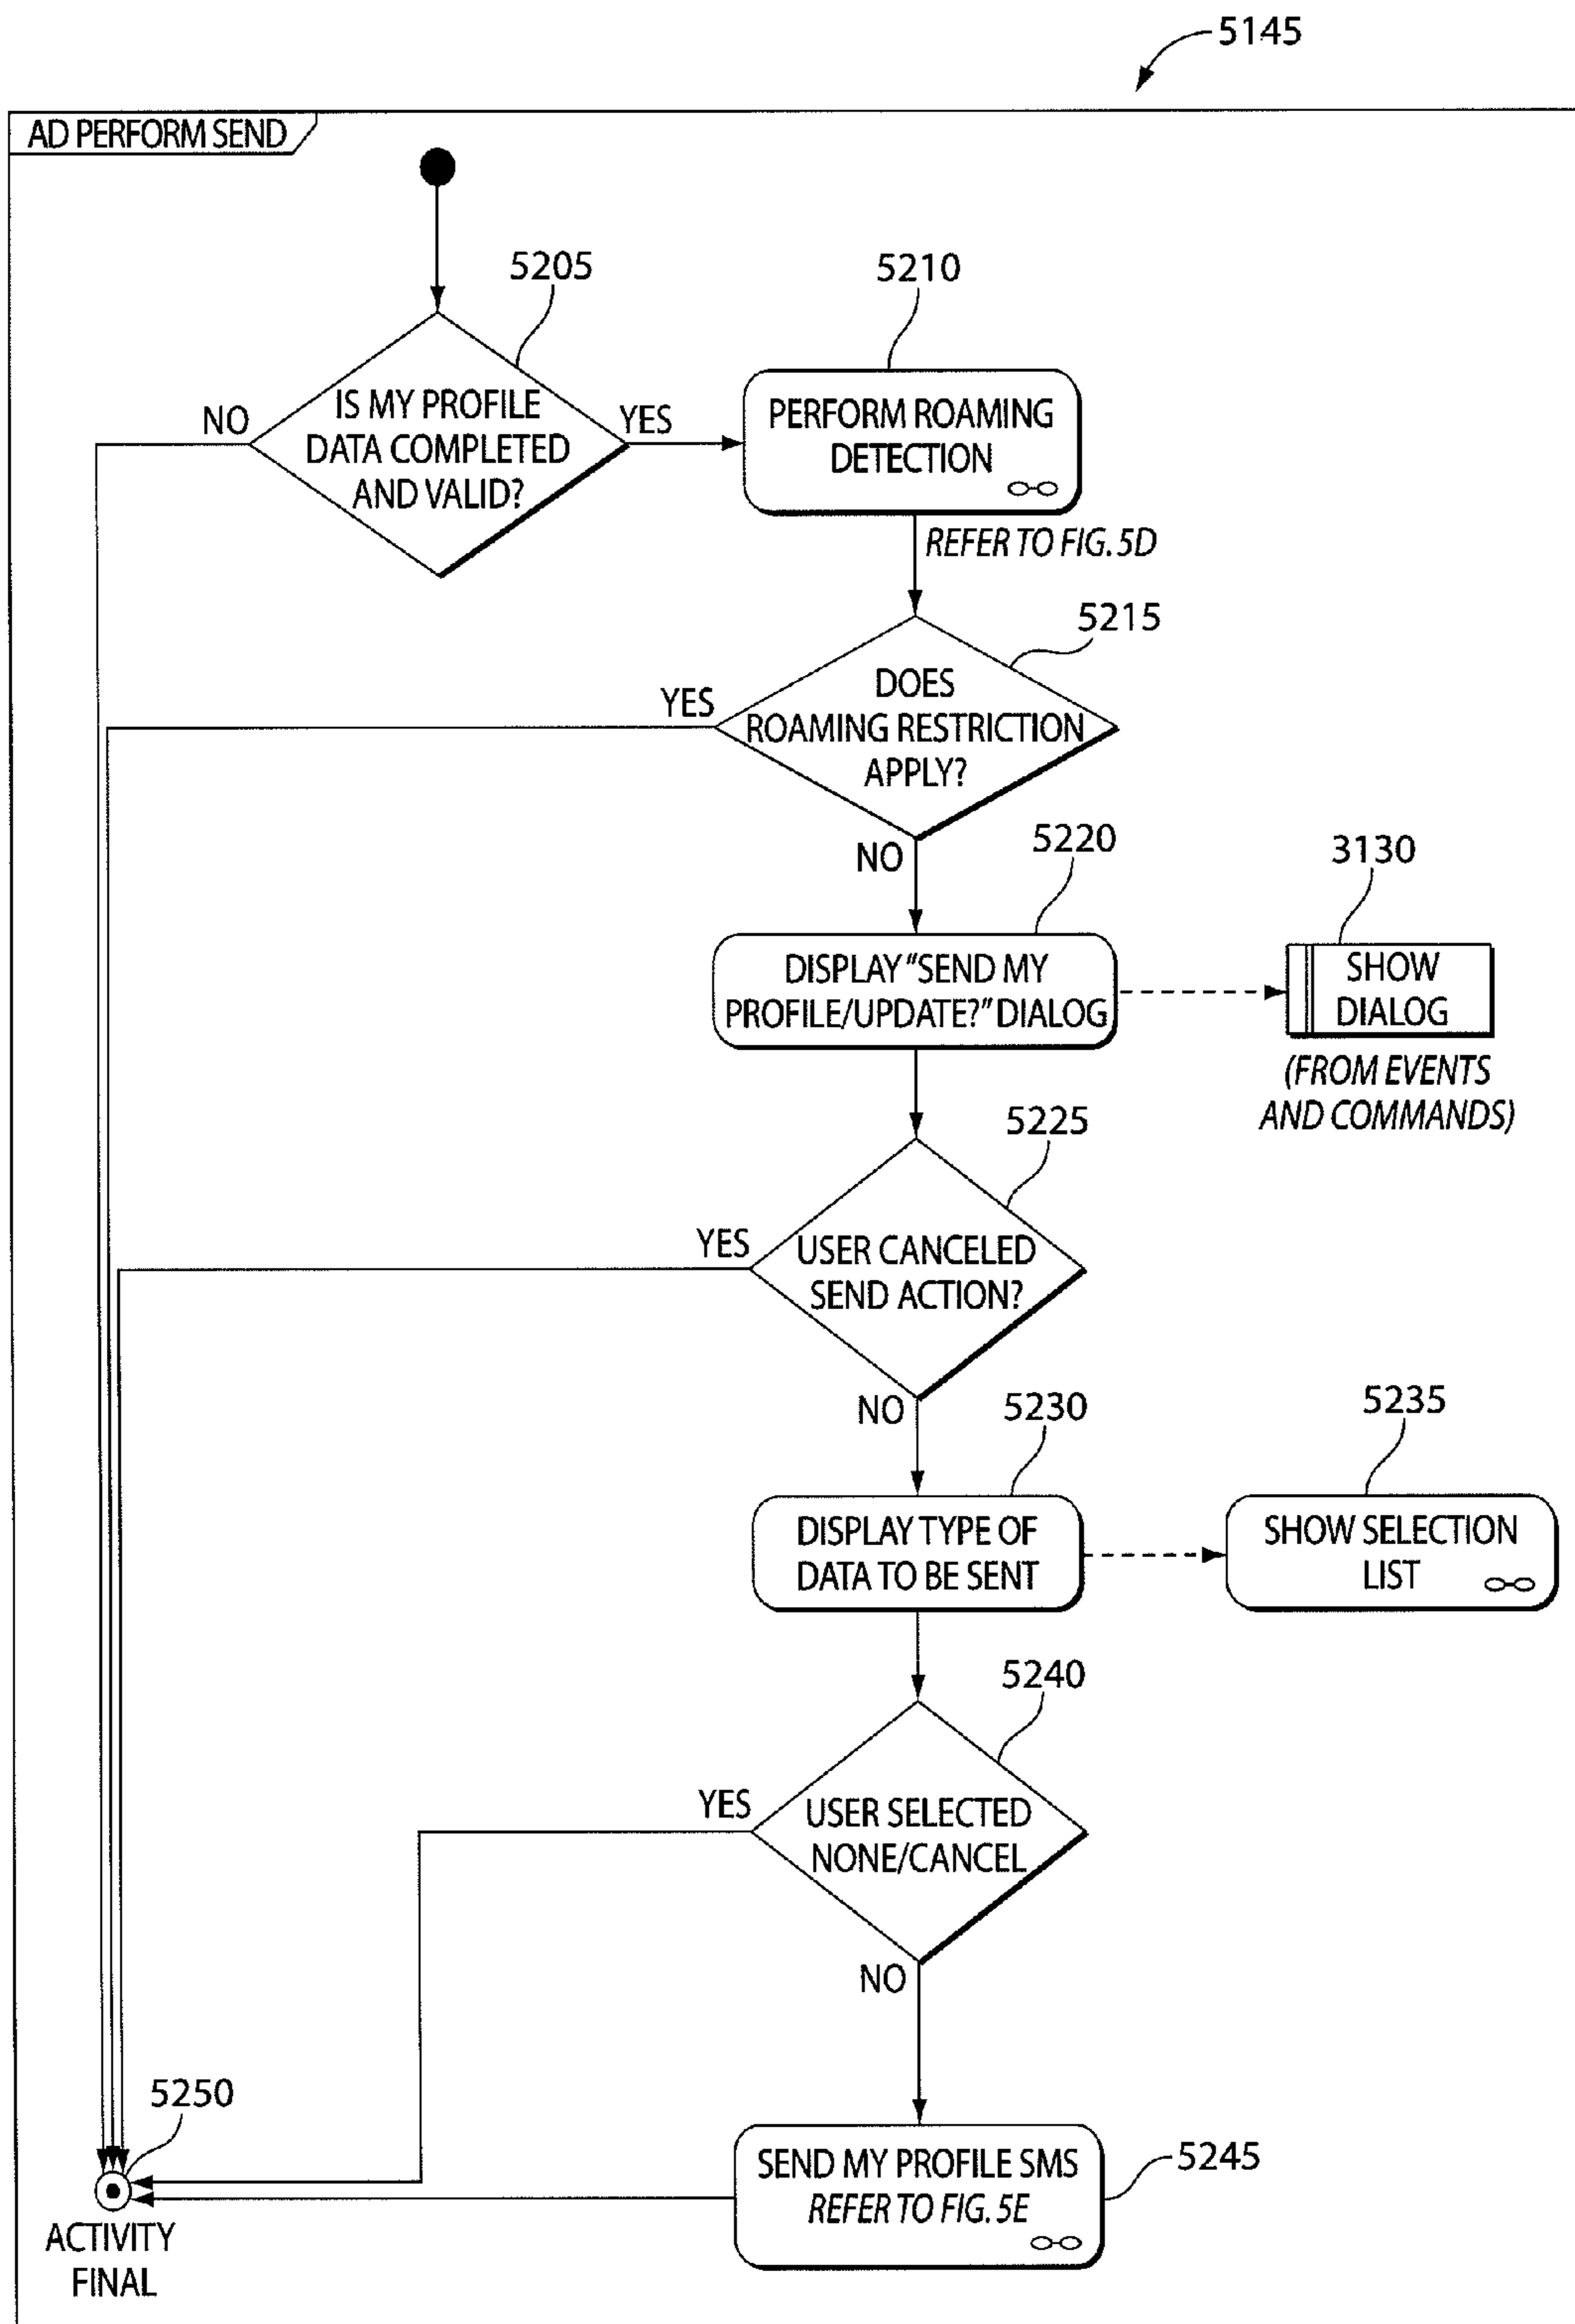 5145
AD PERFORM SEND
5205
5210
NO
IS MY PROFILE
DATA COMPLETED
AND VALID?
YES
PERFORM ROAMING
DETECTION
REFER TO FIG. 5D
5215
YES
DOES
ROAMING RESTRICTION
APPLY?
NO
5220
3130
DISPLAY "SEND MY
PROFILE/UPDATE?" DIALOG
SHOW
DIALOG
(FROM EVENTS
AND COMMANDS)
5225
YES
USER CANCELED
SEND ACTION?
NO
5230
5235
DISPLAY TYPE OF
DATA TO BE SENT
SHOW SELECTION
LIST
5240
YES
USER SELECTED
NONE/CANCEL
NO
5250
SEND MY PROFILE SMS
REFER TO FIG. 5E
5245
ACTIVITY
FINAL